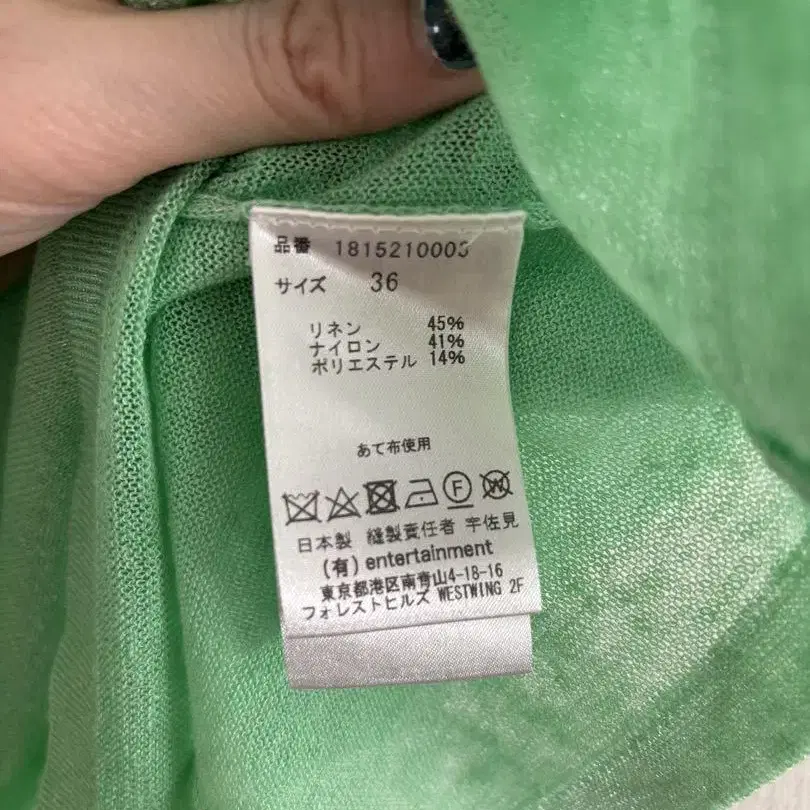 品番 1815210003
サイズ 36
リネン 45%
ナイロン 41%
ポリエステル 14%
あて布使用
F W
日本製 縫製責任者 宇佐見
(有) entertainment
東京都港区南青山4-18-16
フォレストヒルズ WESTWING 2F